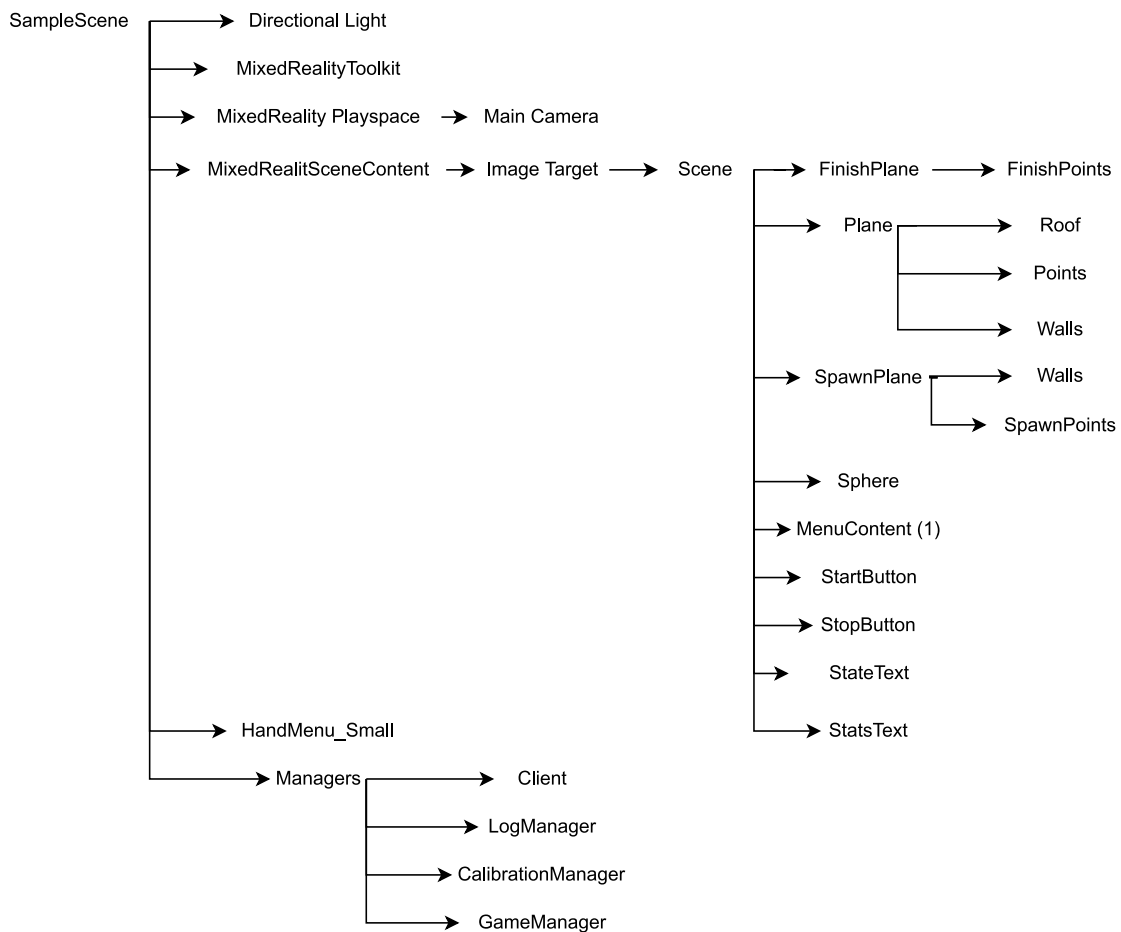 SampleScene
Directional Light
MixedRealityToolkit
MixedReality Playspace
Main Camera
MixedRealitSceneContent
Image Target
Scene
FinishPlane
FinishPoints
Plane
Roof
Points
Walls
SpawnPlane
Walls
SpawnPoints
Sphere
MenuContent (1)
StartButton
StopButton
StateText
StatsText
HandMenu_Small
Managers
Client
LogManager
CalibrationManager
GameManager